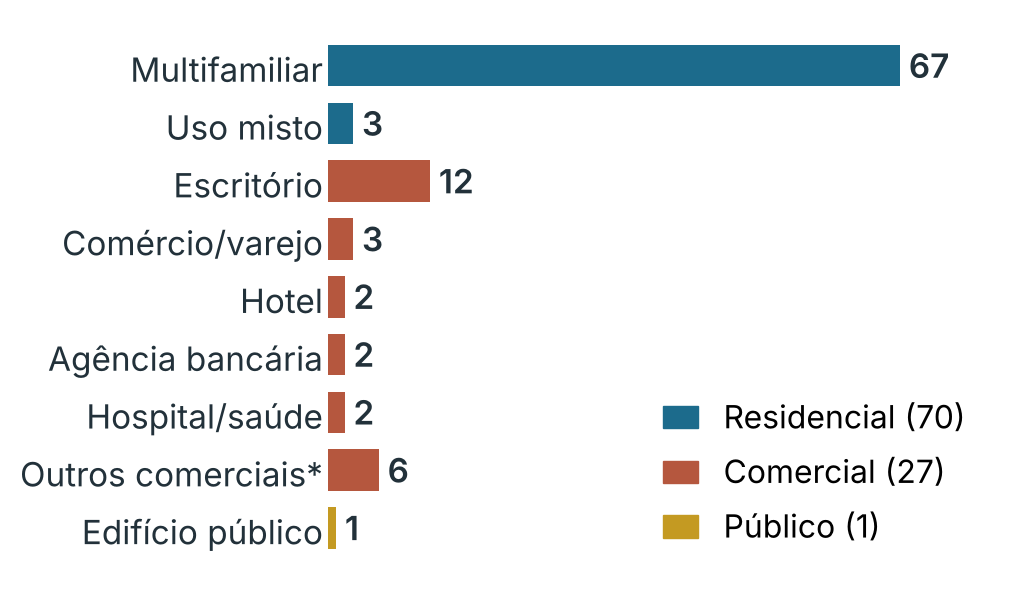 Multifamiliar 67
Uso misto 3
Escritório 12
Comércio/varejo 3
Hotel 2
Agência bancária 2
Hospital/saúde 2
Outros comerciais* 6
Edifício público 1
Residencial (70)
Comercial (27)
Público (1)